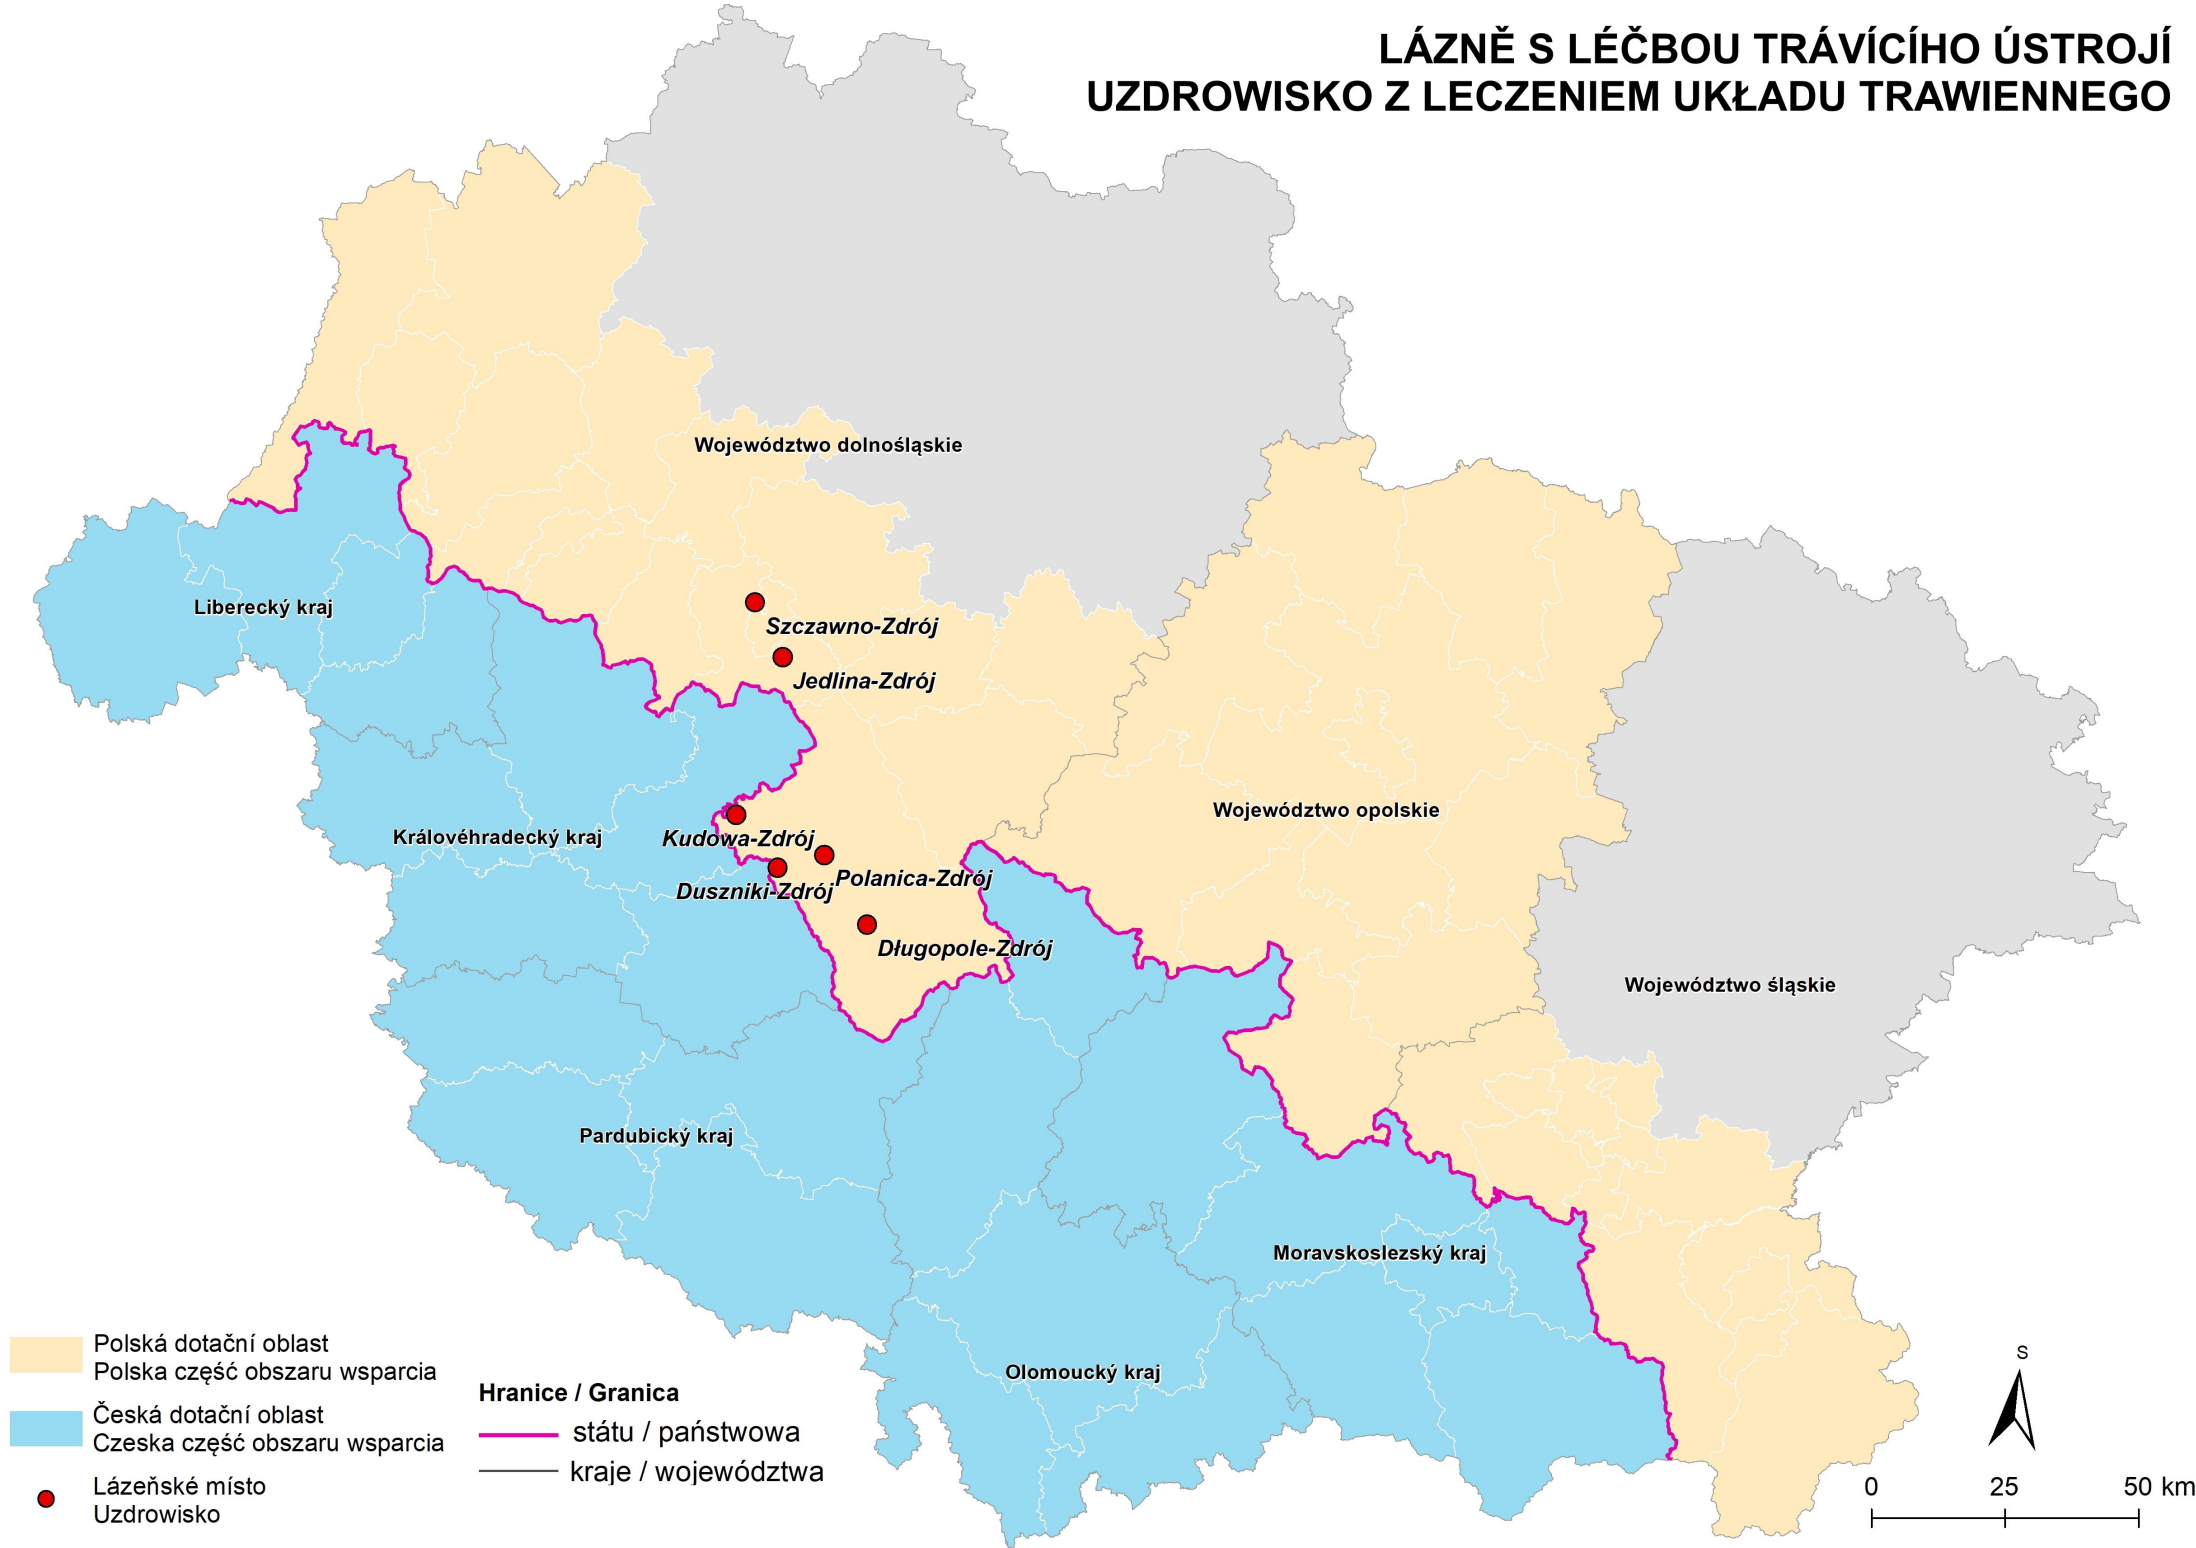 LÁZNĚ S LÉČBOU TRÁVÍCÍHO ÚSTROJÍ
UZDROWISKO Z LECZENIEM UKŁADU TRAWIENNEGO
Województwo dolnośląskie
Liberecký kraj
Szczawno-Zdrój
Jedlina-Zdrój
Województwo opolskie
Královéhradecký kraj
Kudowa-Zdrój
Polanica-Zdrój
Duszniki-Zdrój
Długopole-Zdrój
Województwo śląskie
Pardubický kraj
Moravskoslezský kraj
Olomoucký kraj
Polská dotační oblast
Polska część obszaru wsparcia
Česká dotační oblast
Czeska część obszaru wsparcia
Lázeňské místo
Uzdrowisko
Hranice / Granica
státu / państwowa
kraje / województwa
S
0 25 50 km